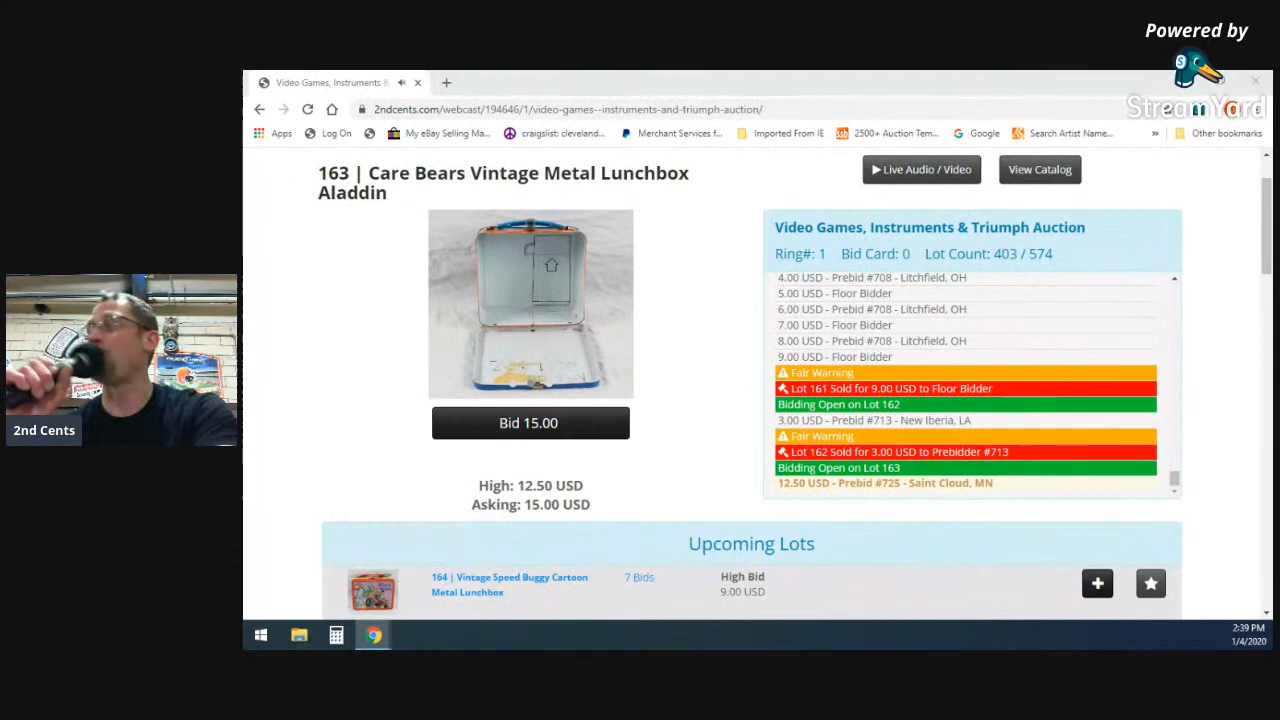 Powered by
StreamYard
Video Games, Instruments &
2ndcents.com/webcast/194646/1/video-games--instruments-and-triumph-auction/
Apps
Log On
My eBay Selling Ma...
craigslist: cleveland...
Merchant Services f...
Imported From IE
2500+ Auction Tem...
Google
Search Artist Name...
»
Other bookmarks
163 | Care Bears Vintage Metal Lunchbox
Aladdin
Live Audio / Video
View Catalog
Bid 15.00
High: 12.50 USD
Asking: 15.00 USD
Video Games, Instruments & Triumph Auction
Ring#: 1 Bid Card: 0 Lot Count: 403 / 574
4.00 USD - Prebid #708 - Litchfield, OH
5.00 USD - Floor Bidder
6.00 USD - Prebid #708 - Litchfield, OH
7.00 USD - Floor Bidder
8.00 USD - Prebid #708 - Litchfield, OH
9.00 USD - Floor Bidder
Fair Warning
Lot 161 Sold for 9.00 USD to Floor Bidder
Bidding Open on Lot 162
3.00 USD - Prebid #713 - New Iberia, LA
Fair Warning
Lot 162 Sold for 3.00 USD to Prebidder #713
Bidding Open on Lot 163
12.50 USD - Prebid #725 - Saint Cloud, MN
2nd Cents
Upcoming Lots
164 | Vintage Speed Buggy Cartoon
Metal Lunchbox
7 Bids
High Bid
9.00 USD
2:39 PM
1/4/2020